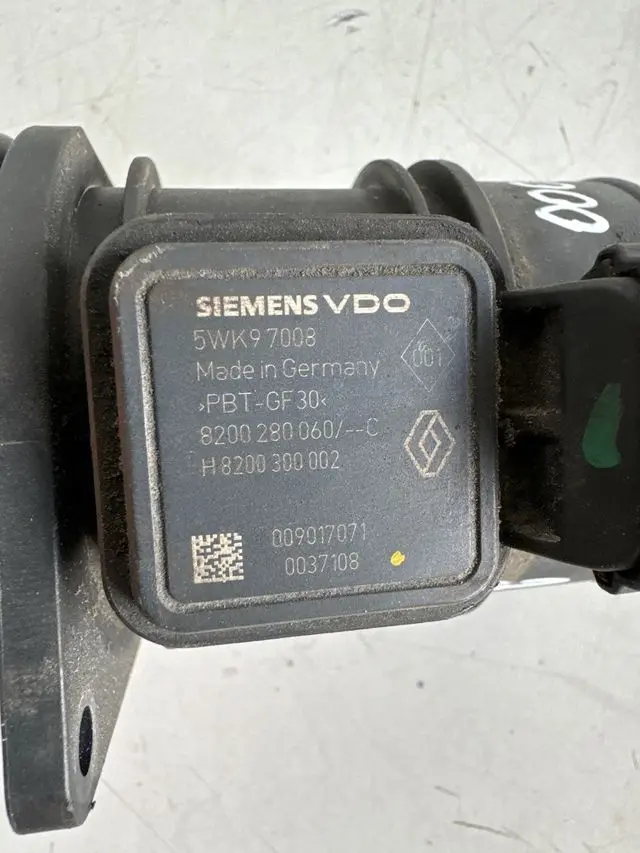 SIEMENS VDO
5WK9 7008
001
Made in Germany
>PBT-GF30<
8200 280 060/--C
H 8200 300 002
009017071
0037108